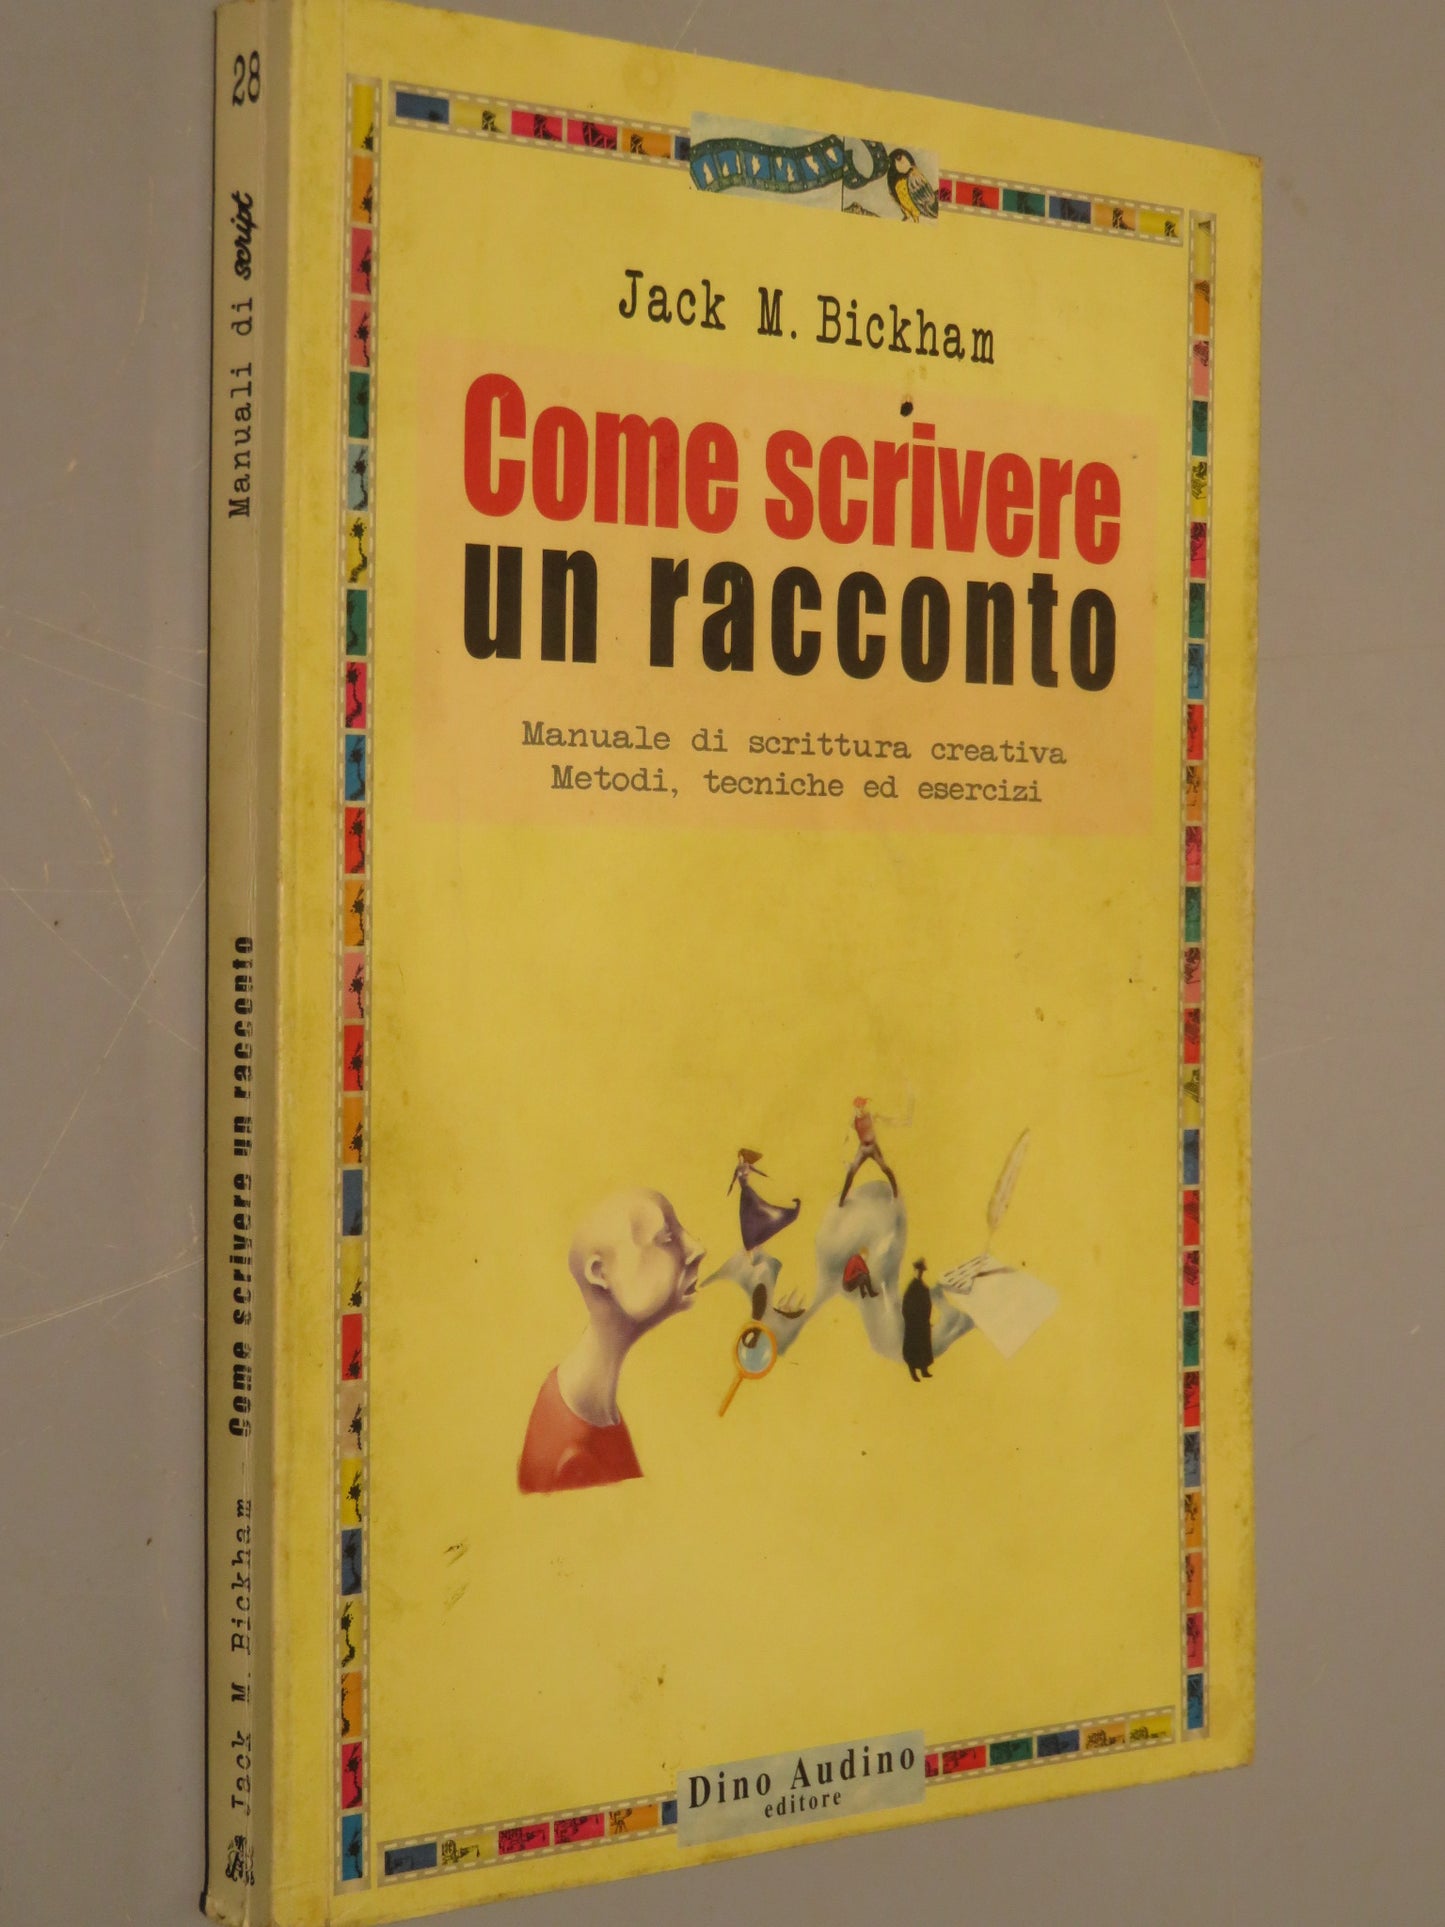 Jack M. Bickham
Come scrivere
un racconto
Manuale di scrittura creativa
Metodi, tecniche ed esercizi
Dino Audino
editore
Jack M. Bickham - Come scrivere un racconto Manuali di script 28